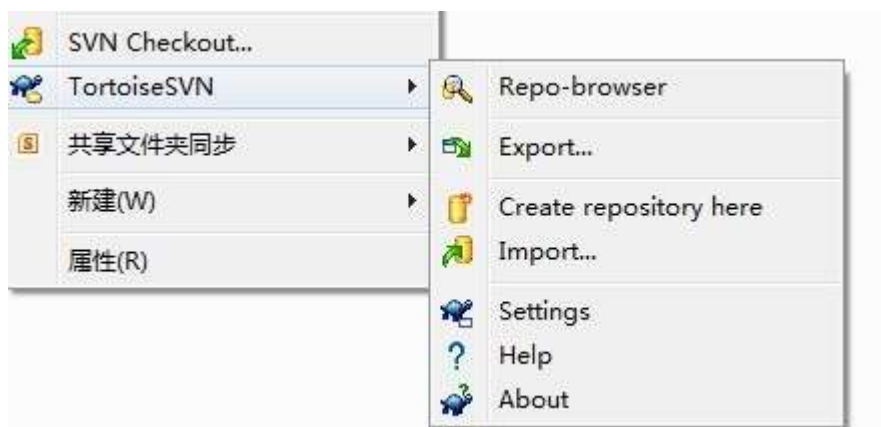 SVN Checkout...
TortoiseSVN
共享文件夹同步
新建(W)
属性(R)
Repo-browser
Export...
Create repository here
Import...
Settings
Help
About